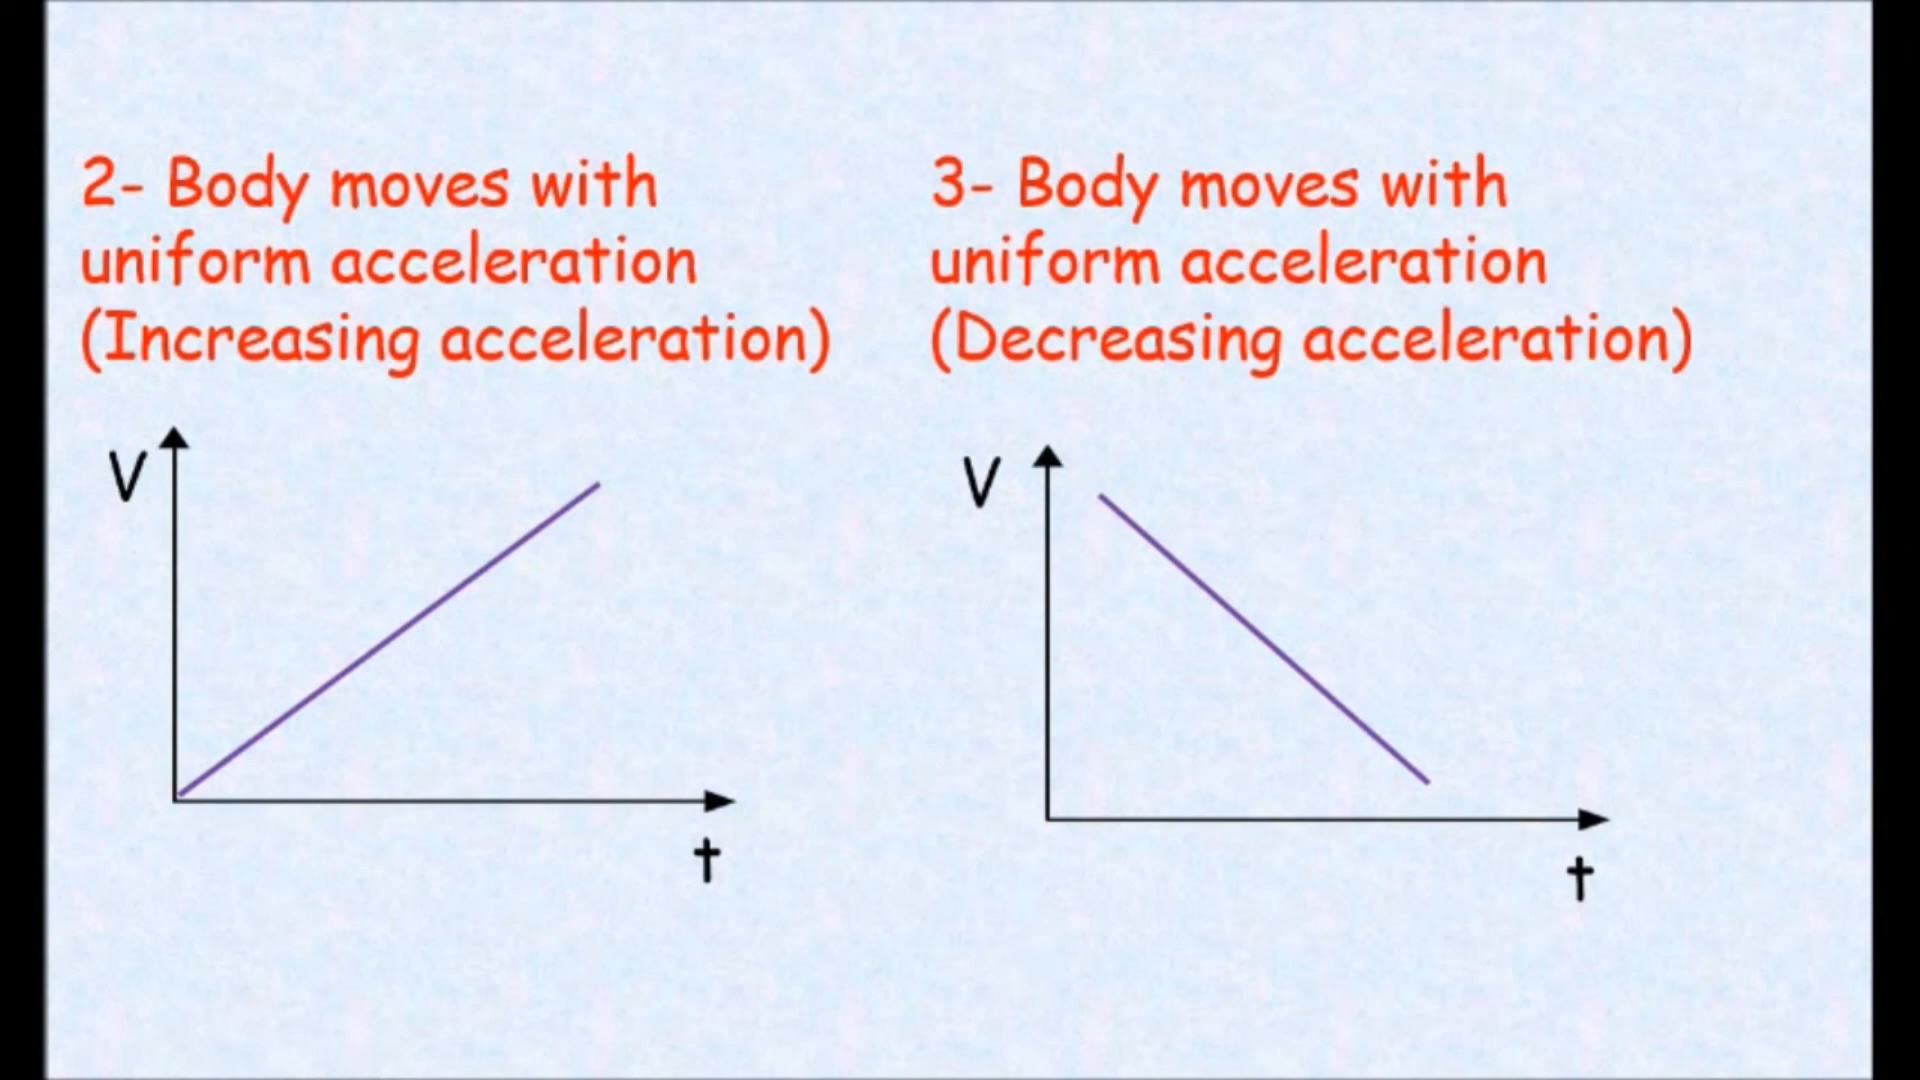 2- Body moves with
uniform acceleration
(Increasing acceleration)
V
t
3- Body moves with
uniform acceleration
(Decreasing acceleration)
V
t